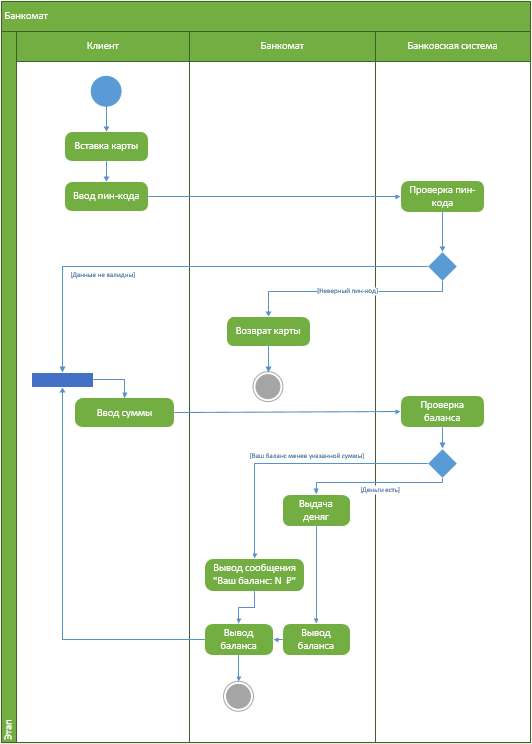 Банкомат
Клиент
Банкомат
Банковская система
Вставка карты
Ввод пин-кода
Проверка пин-
кода
[Данные не валидны]
[Неверный пин-код]
Возврат карты
Ввод суммы
Проверка
баланса
[Ваш баланс менее указанной суммы]
[Деньги есть]
Выдача
деняг
Вывод сообщения
"Ваш баланс: N ₽"
Вывод
баланса
Вывод
баланса
Этап